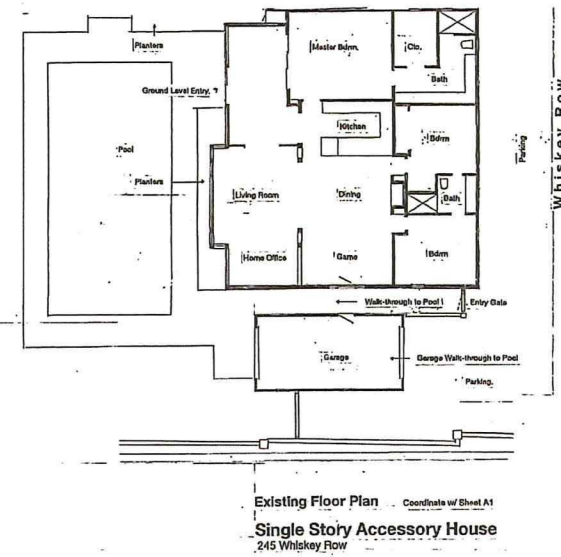 Planters
Master Bdrm.
Clo.
Bath
Ground Level Entry,
Kitchen
Bdrm
Pool
Parking
Whiskey Row
Planters
Living Room
Dining
Bath
Home Office
Game
Bdrm
Walk-through to Pool
Entry Gate
Garage
Garage Walk-through to Pool
Parking
Existing Floor Plan
Coordinate w/ Sheet A1
Single Story Accessory House
245 Whiskey Row